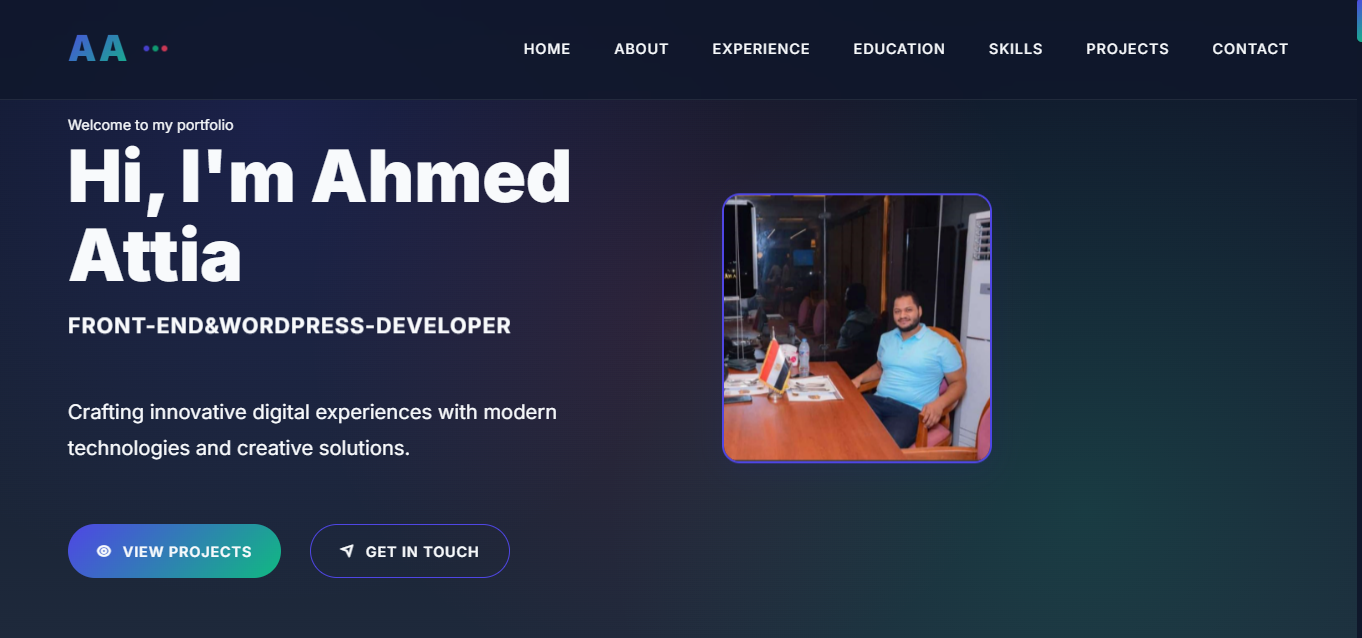 AA
HOME ABOUT EXPERIENCE EDUCATION SKILLS PROJECTS CONTACT
Welcome to my portfolio
Hi, I'm Ahmed
Attia
FRONT-END&WORDPRESS-DEVELOPER
Crafting innovative digital experiences with modern
technologies and creative solutions.
VIEW PROJECTS GET IN TOUCH